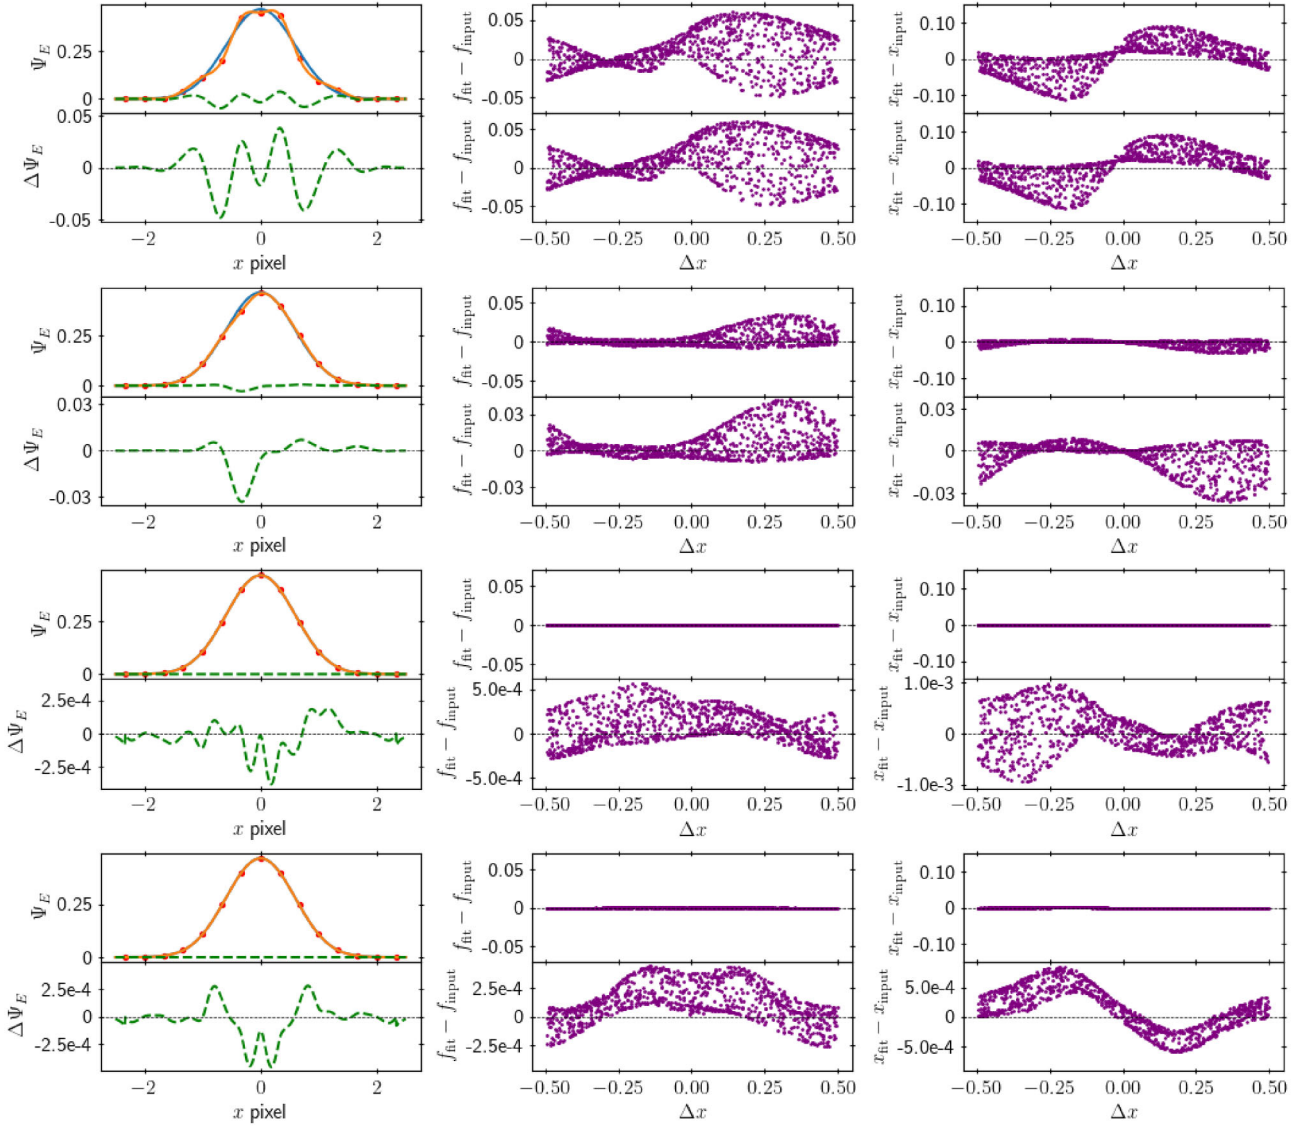 0.25
0
Ψ_E
0.05
0
-0.05
ΔΨ_E
−2 0 2
x pixel
0.05
0
-0.05
f_fit − f_input
0.05
0
-0.05
f_fit − f_input
−0.50 −0.25 0.00 0.25 0.50
Δx
0.10
0
-0.10
x_fit − x_input
0.10
0
-0.10
x_fit − x_input
−0.50 −0.25 0.00 0.25 0.50
Δx
0.25
0
Ψ_E
0.03
0
-0.03
ΔΨ_E
−2 0 2
x pixel
0.05
0
-0.05
f_fit − f_input
0.03
0
-0.03
f_fit − f_input
−0.50 −0.25 0.00 0.25 0.50
Δx
0.10
0
-0.10
x_fit − x_input
0.03
0
-0.03
x_fit − x_input
−0.50 −0.25 0.00 0.25 0.50
Δx
0.25
0
Ψ_E
2.5e-4
0
-2.5e-4
ΔΨ_E
−2 0 2
x pixel
0.05
0
-0.05
f_fit − f_input
5.0e-4
0
-5.0e-4
f_fit − f_input
−0.50 −0.25 0.00 0.25 0.50
Δx
0.10
0
-0.10
x_fit − x_input
1.0e-3
0
-1.0e-3
x_fit − x_input
−0.50 −0.25 0.00 0.25 0.50
Δx
0.25
0
Ψ_E
2.5e-4
0
-2.5e-4
ΔΨ_E
−2 0 2
x pixel
0.05
0
-0.05
f_fit − f_input
2.5e-4
0
-2.5e-4
f_fit − f_input
−0.50 −0.25 0.00 0.25 0.50
Δx
0.10
0
-0.10
x_fit − x_input
5.0e-4
0
-5.0e-4
x_fit − x_input
−0.50 −0.25 0.00 0.25 0.50
Δx